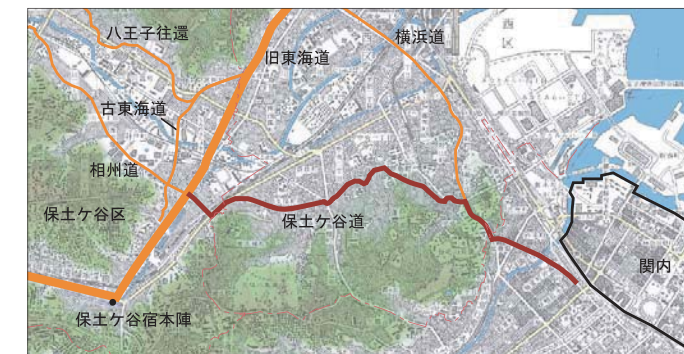 八王子往還
旧東海道
横浜道
西
区
古東海道
相州道
保土ケ谷区
保土ケ谷道
関内
保土ケ谷宿本陣